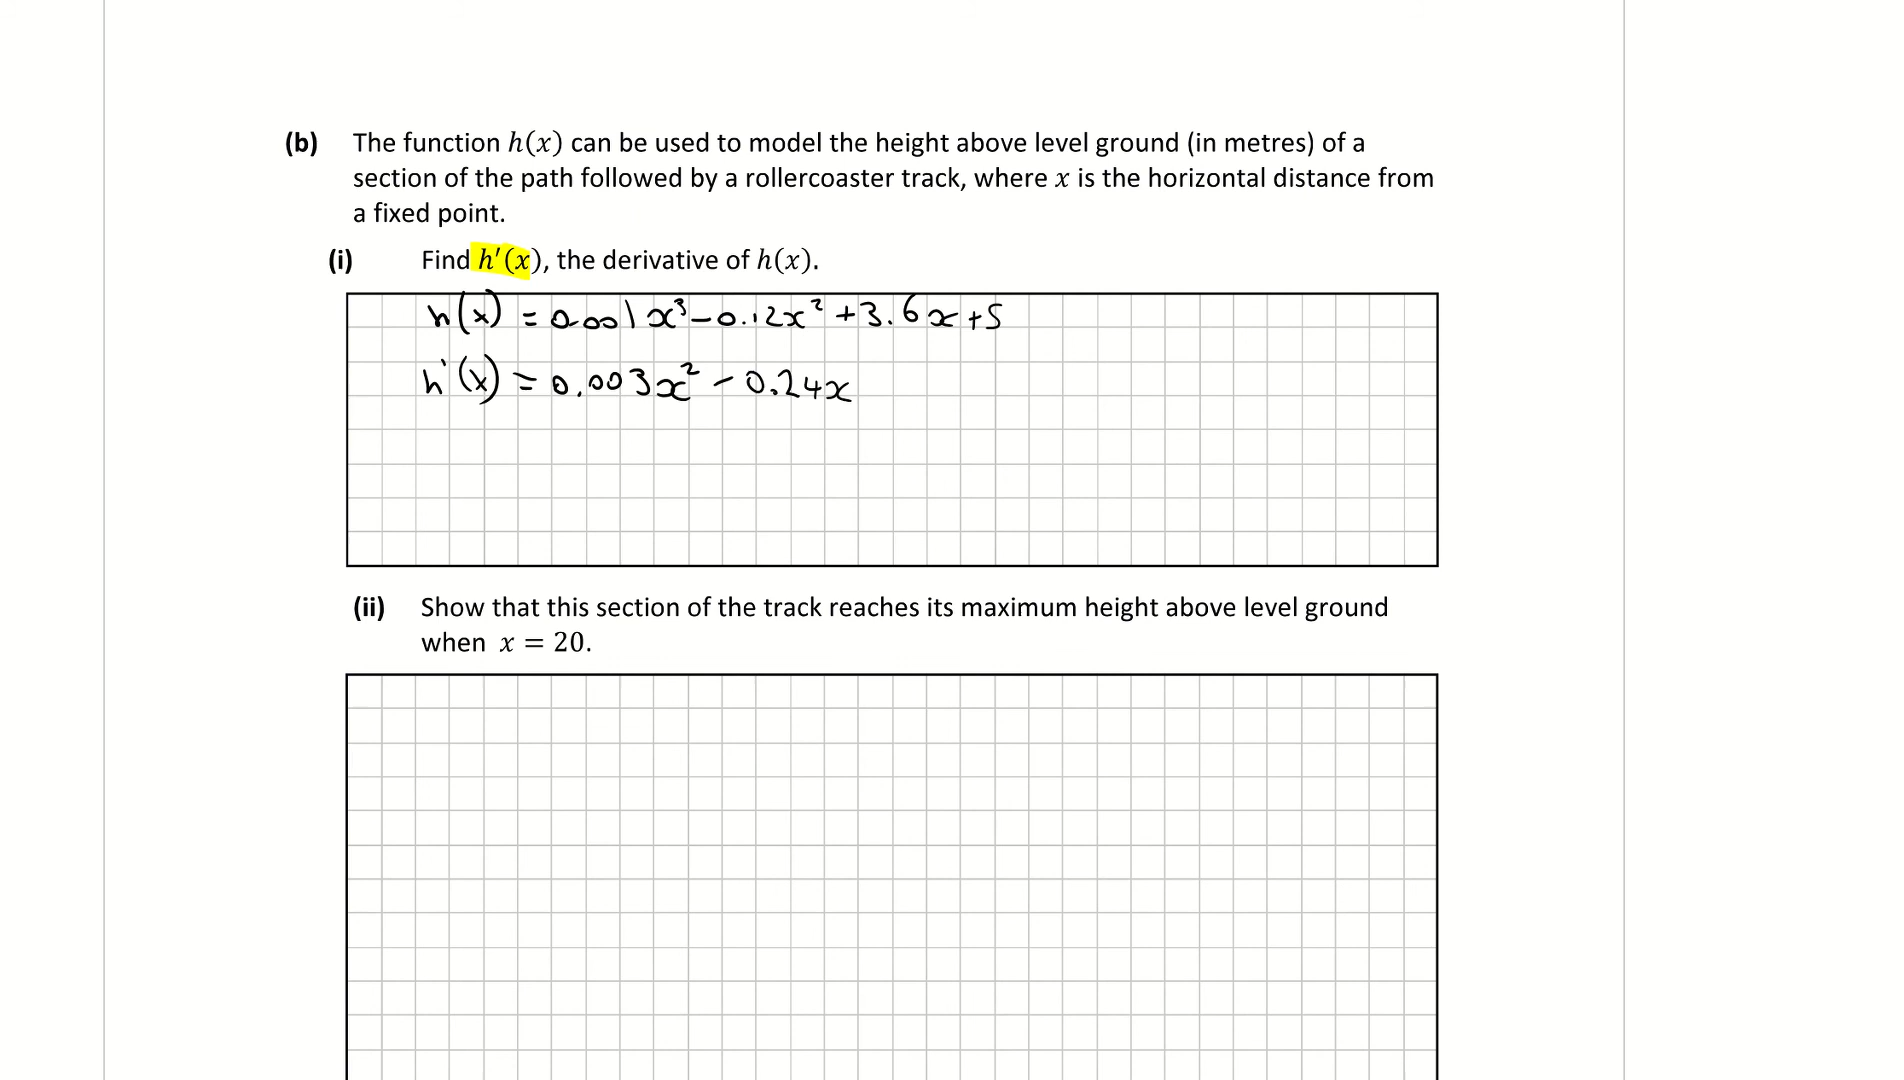 (b) The function h(x) can be used to model the height above level ground (in metres) of a
section of the path followed by a rollercoaster track, where x is the horizontal distance from
a fixed point.
(i) Find h′(x), the derivative of h(x).
h(x) = 0.001x³ - 0.12x² + 3.6x + 5
h'(x) = 0.003x² - 0.24x
(ii) Show that this section of the track reaches its maximum height above level ground
when x = 20.